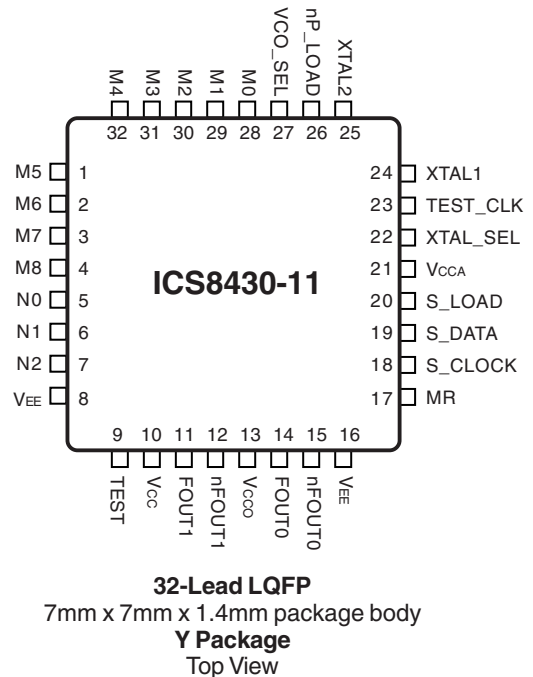 M4 M3 M2 M1 M0 VCO_SEL nP_LOAD XTAL2
32 31 30 29 28 27 26 25
M5 1
M6 2
M7 3
M8 4
N0 5
N1 6
N2 7
VEE 8
ICS8430-11
24 XTAL1
23 TEST_CLK
22 XTAL_SEL
21 VCCA
20 S_LOAD
19 S_DATA
18 S_CLOCK
17 MR
9 10 11 12 13 14 15 16
TEST VCC FOUT1 nFOUT1 VCCO FOUT0 nFOUT0 VEE
32-Lead LQFP
7mm x 7mm x 1.4mm package body
Y Package
Top View